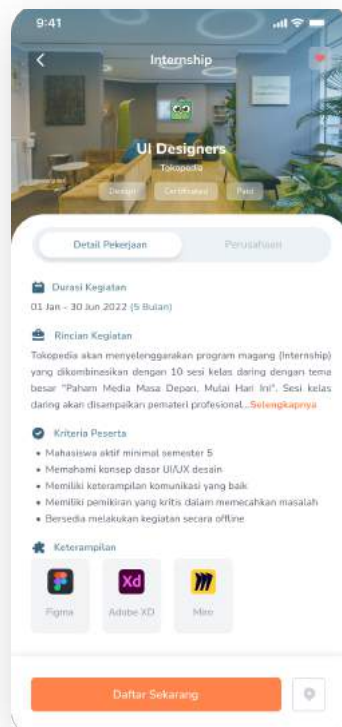 9:41
Internship
UI Designers
Tokopedia
Design Certificated Paid
Detail Pekerjaan Perusahaan
Durasi Kegiatan
01 Jan - 30 Jun 2022 (5 Bulan)
Rincian Kegiatan
Tokopedia akan menyelenggarakan program magang (Internship)
yang dikombinasikan dengan 10 sesi kelas daring dengan tema
besar "Paham Media Masa Depan, Mulai Hari Ini". Sesi kelas
daring akan disampaikan pemateri profesional...Selengkapnya
Kriteria Peserta
• Mahasiswa aktif minimal semester 5
• Memahami konsep dasar UI/UX desain
• Memiliki keterampilan komunikasi yang baik
• Memiliki pemikiran yang kritis dalam memecahkan masalah
• Bersedia melakukan kegiatan secara offline
Keterampilan
Xd
Figma Adobe XD Miro
Daftar Sekarang